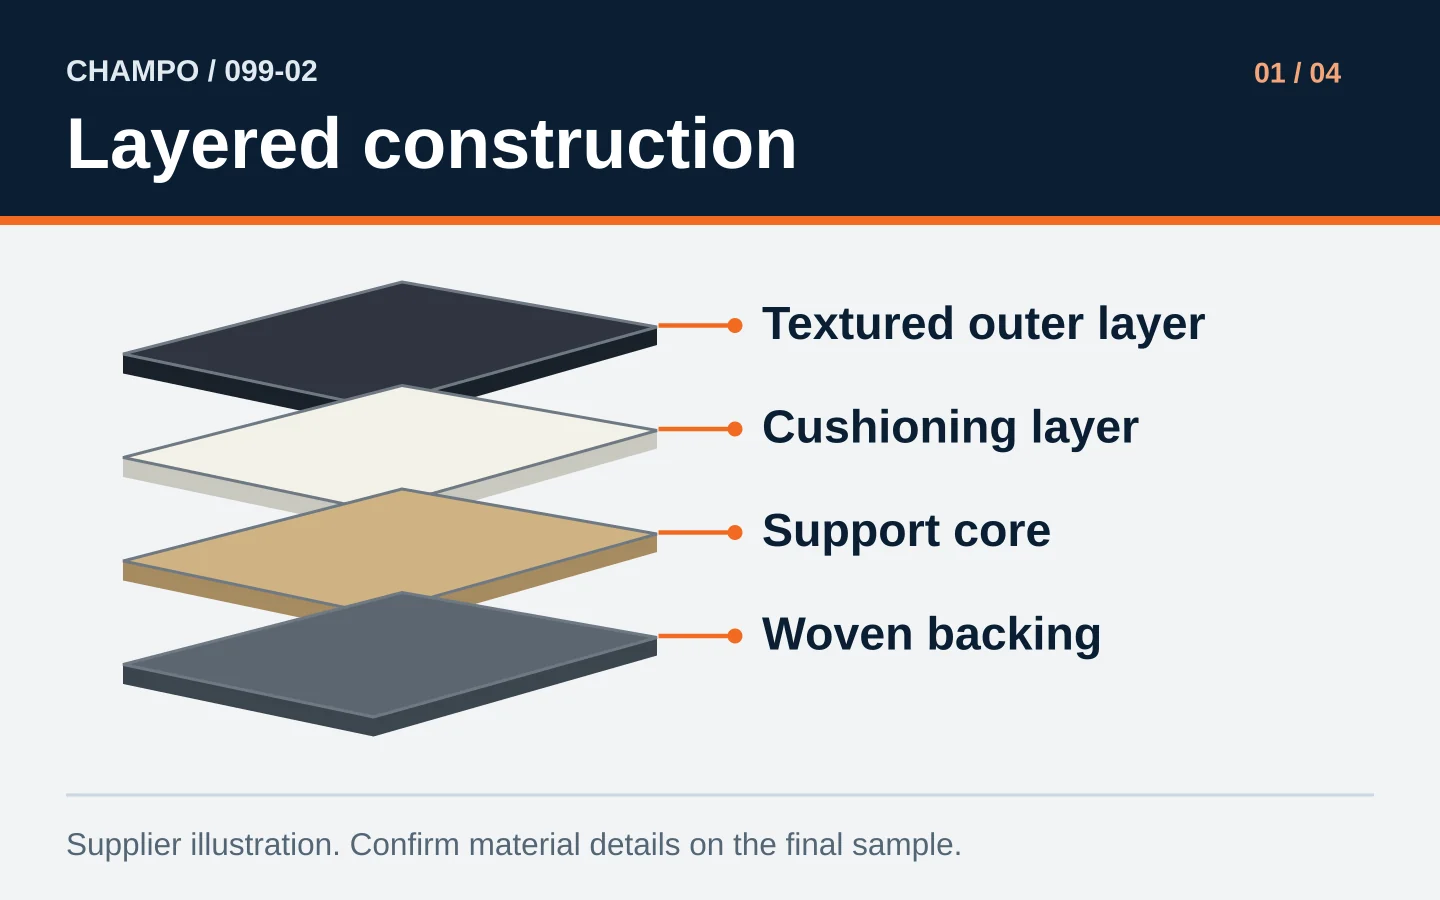 CHAMPO / 099-02
01 / 04
Layered construction
Textured outer layer
Cushioning layer
Support core
Woven backing
Supplier illustration. Confirm material details on the final sample.